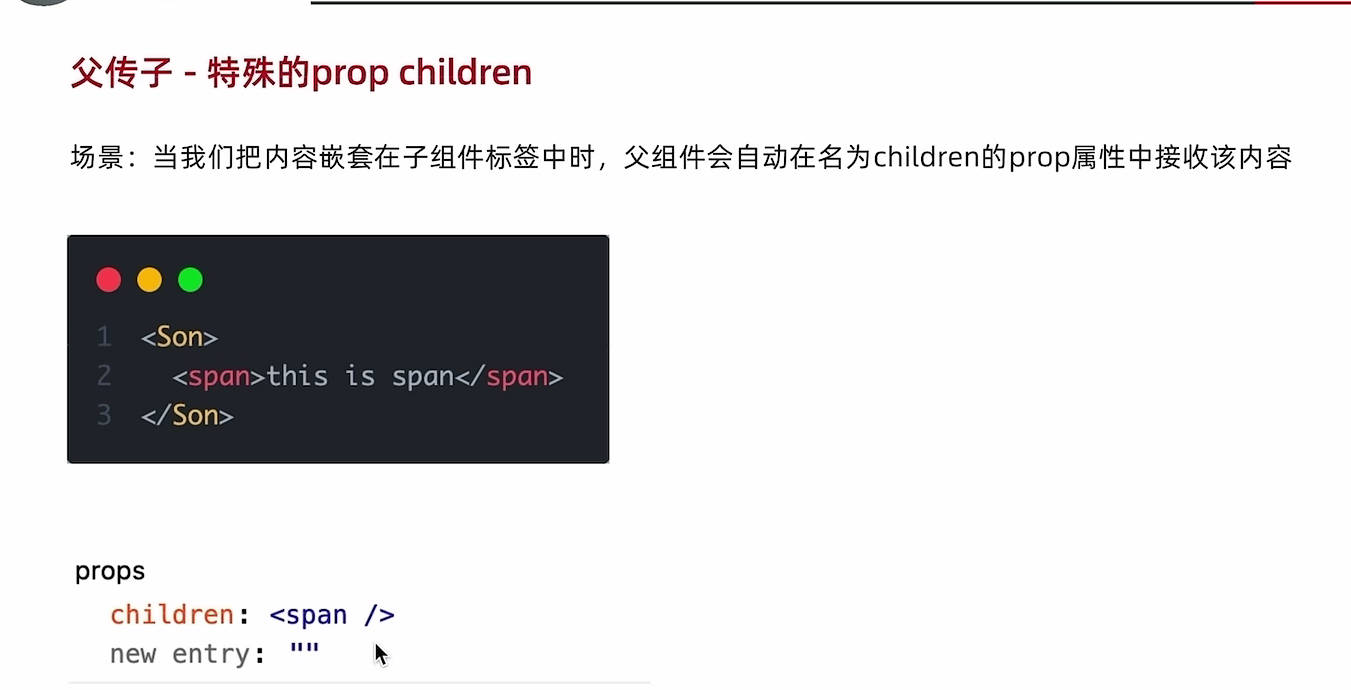 父传子 - 特殊的prop children
场景：当我们把内容嵌套在子组件标签中时，父组件会自动在名为children的prop属性中接收该内容
1 <Son>
2   <span>this is span</span>
3 </Son>
props
children: <span />
new entry: ""